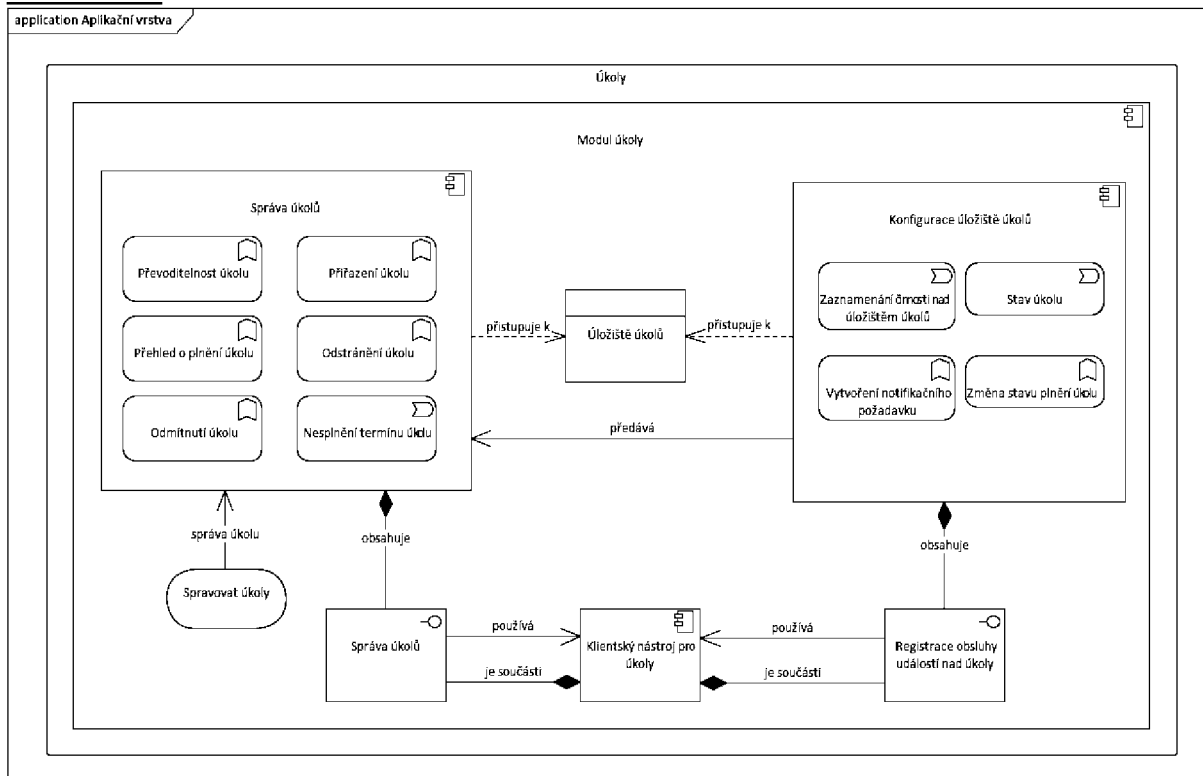 application Aplikační vrstva
Úkoly
Modul úkoly
Správa úkolů
Převoditelnost úkolu
Přiřazení úkolu
Přehled o plnění úkolu
Odstránění úkolu
Odmítnutí úkolu
Nesplnění termínu úkolu
přistupuje k
Úložiště úkolů
přistupuje k
předává
Konfigurace úložiště úkolů
Zaznamenání činnosti nad
úložištěm úkolů
Stav úkolu
Vytvoření notifikačního
požadavku
Změna stavu plnění úkolu
správa úkolu
Spravovat úkoly
obsahuje
obsahuje
Správa úkolů
používá
je součástí
Klientský nástroj pro
úkoly
používá
je součástí
Registrace obsluhy
událostí nad úkoly